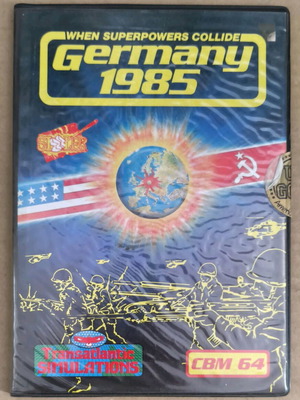 WHEN SUPERPOWERS COLLIDE
Germany
1985
Transatlantic
SIMULATIONS
CBM 64